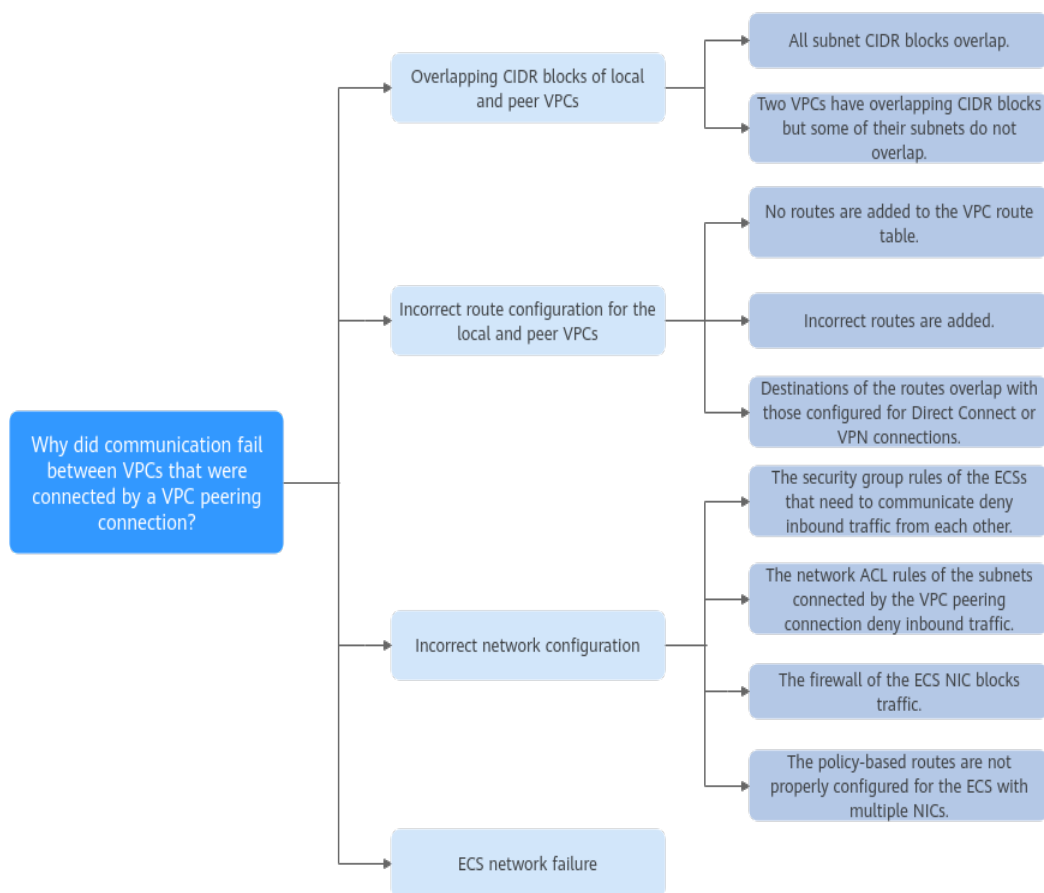 Why did communication fail
between VPCs that were
connected by a VPC peering
connection?
Overlapping CIDR blocks of local
and peer VPCs
All subnet CIDR blocks overlap.
Two VPCs have overlapping CIDR blocks
but some of their subnets do not
overlap.
Incorrect route configuration for the
local and peer VPCs
No routes are added to the VPC route
table.
Incorrect routes are added.
Destinations of the routes overlap with
those configured for Direct Connect or
VPN connections.
Incorrect network configuration
The security group rules of the ECSs
that need to communicate deny
inbound traffic from each other.
The network ACL rules of the subnets
connected by the VPC peering
connection deny inbound traffic.
The firewall of the ECS NIC blocks
traffic.
The policy-based routes are not
properly configured for the ECS with
multiple NICs.
ECS network failure